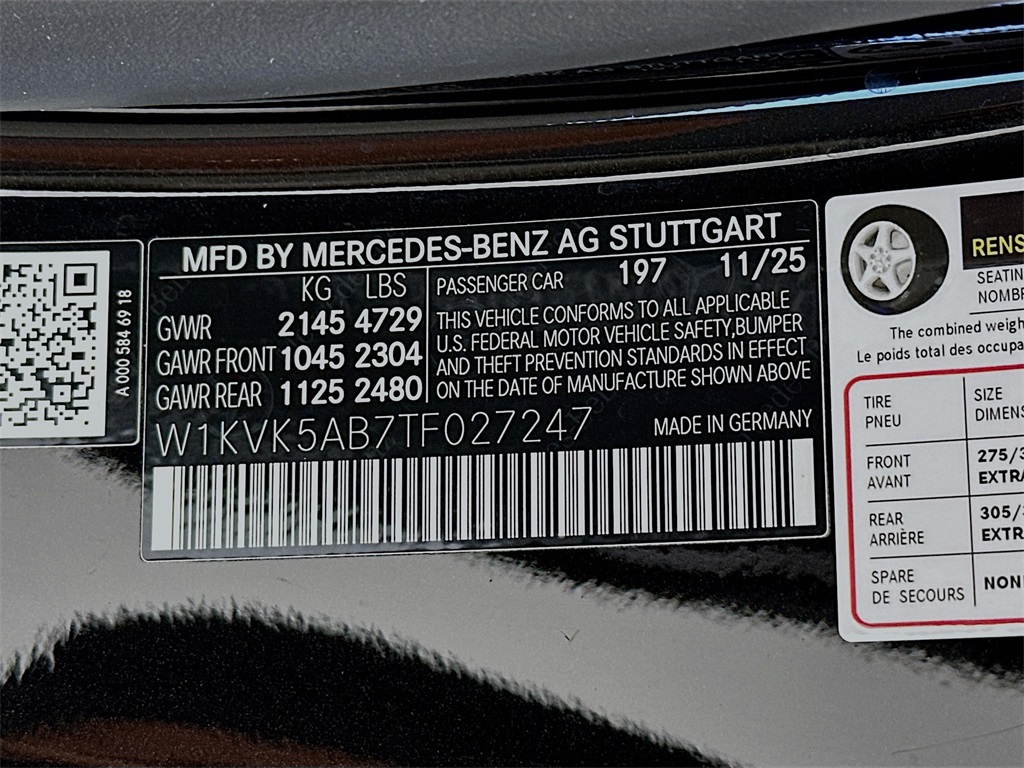 MFD BY MERCEDES-BENZ AG STUTTGART
KG LBS
GVWR 2145 4729
GAWR FRONT 1045 2304
GAWR REAR 1125 2480
PASSENGER CAR 197 11/25
THIS VEHICLE CONFORMS TO ALL APPLICABLE
U.S. FEDERAL MOTOR VEHICLE SAFETY,BUMPER
AND THEFT PREVENTION STANDARDS IN EFFECT
ON THE DATE OF MANUFACTURE SHOWN ABOVE
W1KVK5AB7TF027247
MADE IN GERMANY
A 000 584 69 18
The combined
Le poids total des
TIRE
PNEU
SIZE
FRONT
AVANT
275/
REAR
ARRIÈRE
305/
SPARE
DE SECOURS